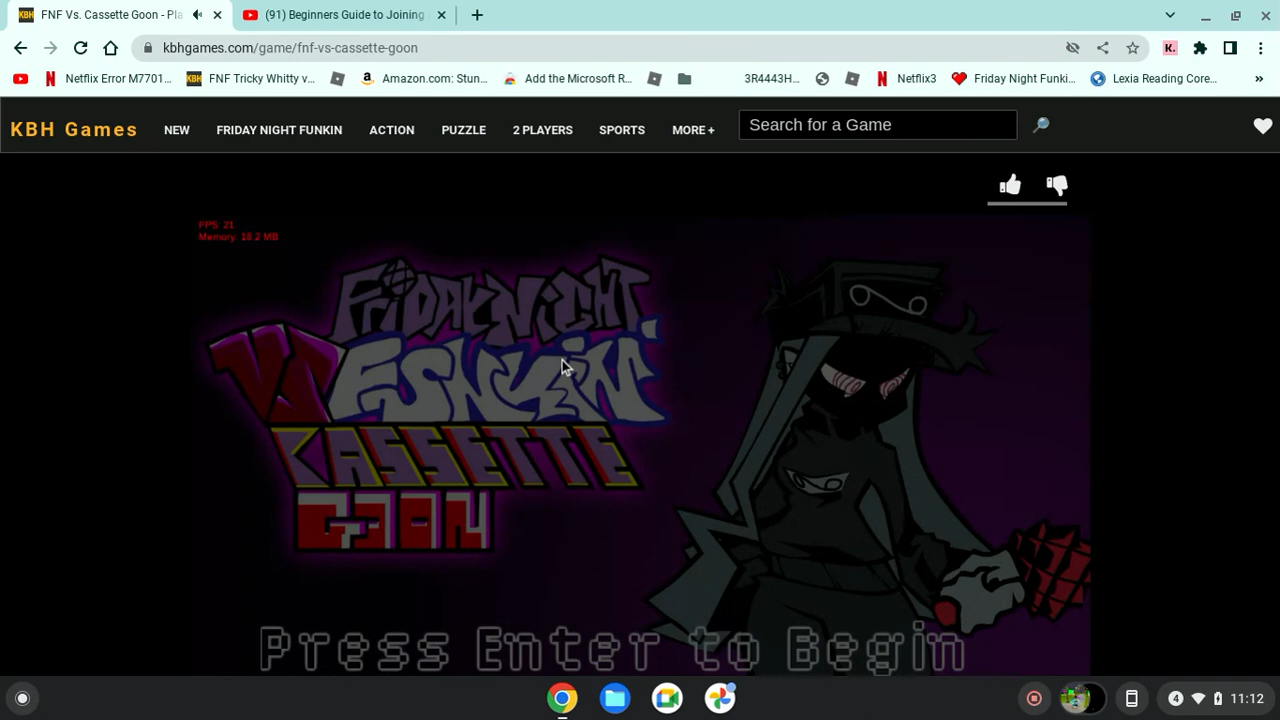 FNF Vs. Cassette Goon - Pla
(91) Beginners Guide to Joining
kbhgames.com/game/fnf-vs-cassette-goon
Netflix Error M7701...
FNF Tricky Whitty v...
Amazon.com: Stun...
Add the Microsoft R...
3R4443H...
Netflix3
Friday Night Funki...
Lexia Reading Core...
»
KBH Games
NEW
FRIDAY NIGHT FUNKIN
ACTION
PUZZLE
2 PLAYERS
SPORTS
MORE +
Search for a Game
FPS: 21
Memory: 18.2 MB
FRiDAY NiGHT
VS
KASSETTE
GOON
Press Enter to Begin
4
11:12